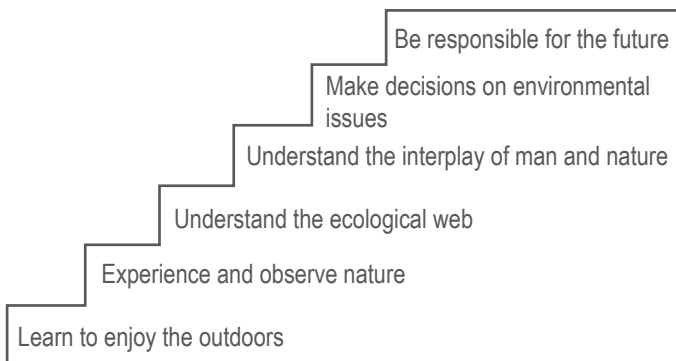 Be responsible for the future
Make decisions on environmental
issues
Understand the interplay of man and nature
Understand the ecological web
Experience and observe nature
Learn to enjoy the outdoors